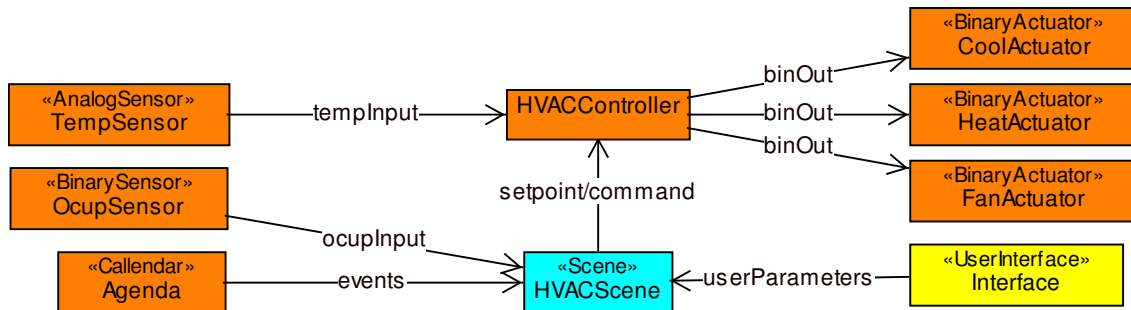 «BinaryActuator»
CoolActuator
binOut
«AnalogSensor»
TempSensor
tempInput
HVACController
binOut
«BinaryActuator»
HeatActuator
binOut
«BinarySensor»
OcupSensor
setpoint/command
«BinaryActuator»
FanActuator
ocupInput
«Callendar»
Agenda
events
«Scene»
HVACScene
userParameters
«UserInterface»
Interface